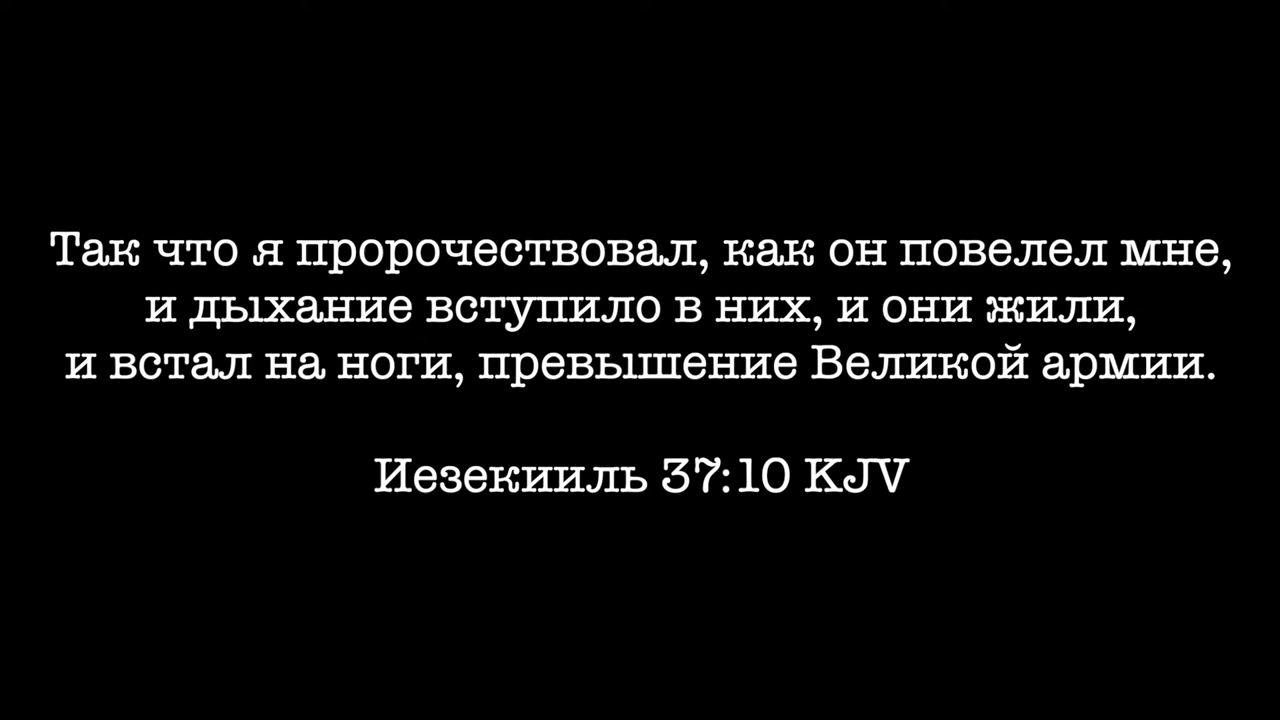 Так что я пророчествовал, как он повелел мне,
и дыхание вступило в них, и они жили,
и встал на ноги, превышение Великой армии.
Иезекииль 37:10 KJV